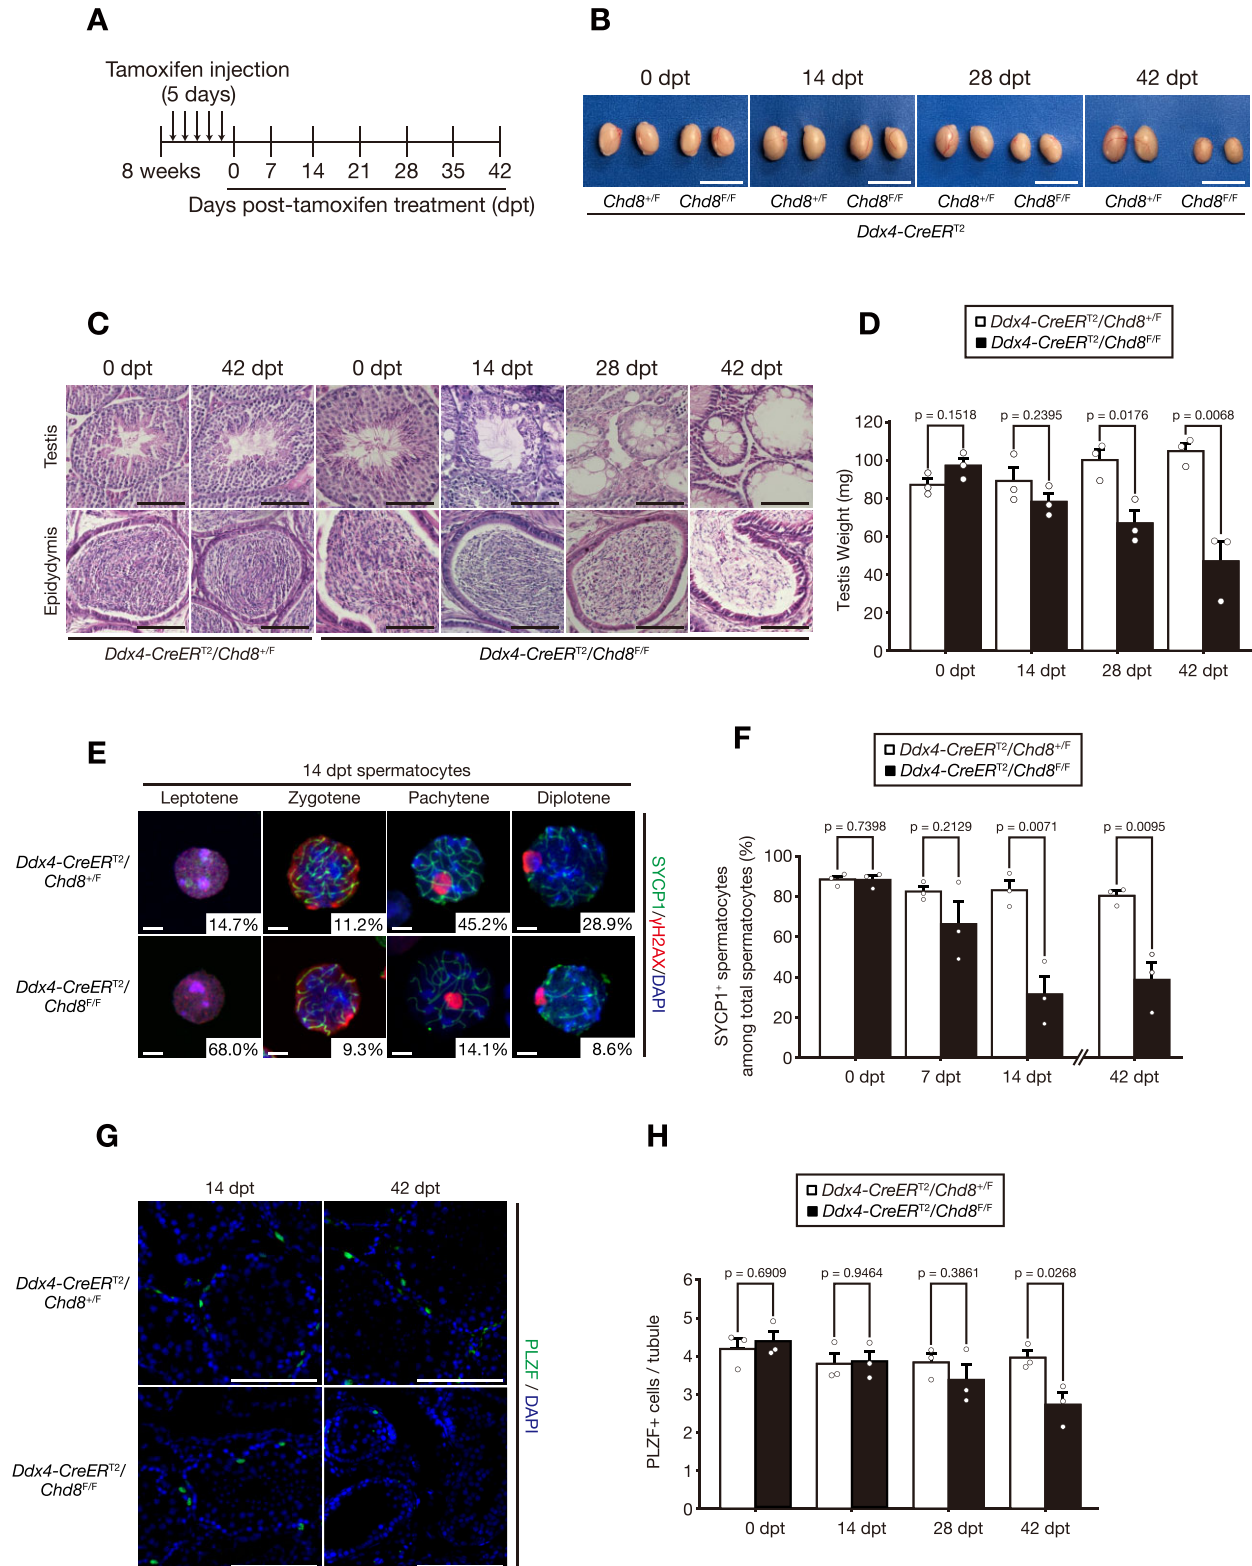 A
Tamoxifen injection
(5 days)
8 weeks 0 7 14 21 28 35 42
Days post-tamoxifen treatment (dpt)
B
0 dpt 14 dpt 28 dpt 42 dpt
Chd8+/F Chd8F/F Chd8+/F Chd8F/F Chd8+/F Chd8F/F Chd8+/F Chd8F/F
Ddx4-CreERT2
C
0 dpt 42 dpt 0 dpt 14 dpt 28 dpt 42 dpt
Testis
Epidydymis
Ddx4-CreERT2/Chd8+/F Ddx4-CreERT2/Chd8F/F
D
Ddx4-CreERT2/Chd8+/F
Ddx4-CreERT2/Chd8F/F
p = 0.1518 p = 0.2395 p = 0.0176 p = 0.0068
Testis Weight (mg)
120
100
80
60
40
20
0
0 dpt 14 dpt 28 dpt 42 dpt
E
14 dpt spermatocytes
Leptotene Zygotene Pachytene Diplotene
Ddx4-CreERT2/
Chd8+/F
14.7% 11.2% 45.2% 28.9%
Ddx4-CreERT2/
Chd8F/F
68.0% 9.3% 14.1% 8.6%
SYCP1/γH2AX/DAPI
F
Ddx4-CreERT2/Chd8+/F
Ddx4-CreERT2/Chd8F/F
p = 0.7398 p = 0.2129 p = 0.0071 p = 0.0095
SYCP1+ spermatocytes
among total spermatocytes (%)
100
80
60
40
20
0
0 dpt 7 dpt 14 dpt 42 dpt
G
14 dpt 42 dpt
Ddx4-CreERT2/
Chd8+/F
Ddx4-CreERT2/
Chd8F/F
PLZF / DAPI
H
Ddx4-CreERT2/Chd8+/F
Ddx4-CreERT2/Chd8F/F
p = 0.6909 p = 0.9464 p = 0.3861 p = 0.0268
PLZF+ cells / tubule
6
5
4
3
2
1
0
0 dpt 14 dpt 28 dpt 42 dpt